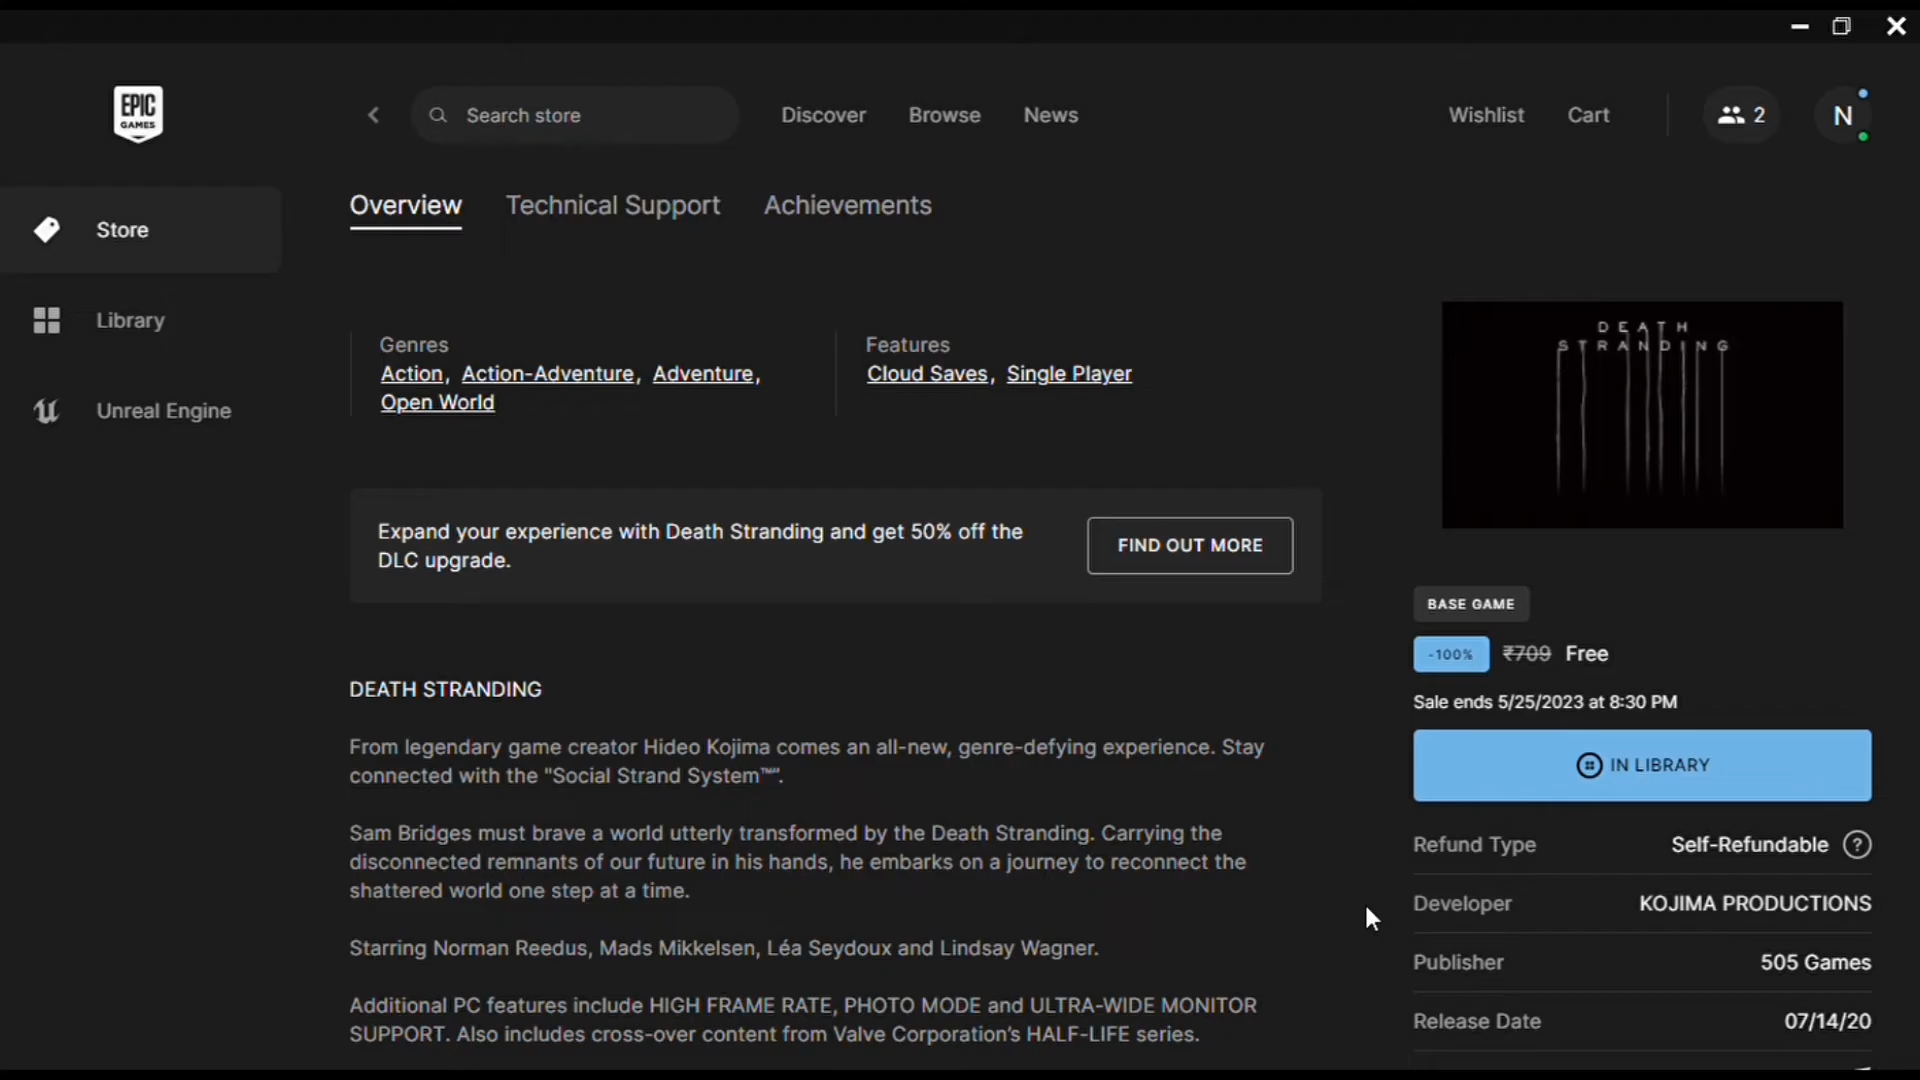 EPIC
GAMES
Search store
Discover
Browse
News
Wishlist
Cart
2
N
Store
Library
Unreal Engine
Overview
Technical Support
Achievements
Genres
Action, Action-Adventure, Adventure,
Open World
Features
Cloud Saves, Single Player
Expand your experience with Death Stranding and get 50% off the
DLC upgrade.
FIND OUT MORE
DEATH STRANDING
From legendary game creator Hideo Kojima comes an all-new, genre-defying experience. Stay
connected with the "Social Strand System™".
Sam Bridges must brave a world utterly transformed by the Death Stranding. Carrying the
disconnected remnants of our future in his hands, he embarks on a journey to reconnect the
shattered world one step at a time.
Starring Norman Reedus, Mads Mikkelsen, Léa Seydoux and Lindsay Wagner.
Additional PC features include HIGH FRAME RATE, PHOTO MODE and ULTRA-WIDE MONITOR
SUPPORT. Also includes cross-over content from Valve Corporation's HALF-LIFE series.
DEATH
STRANDING
BASE GAME
-100% ₹709 Free
Sale ends 5/25/2023 at 8:30 PM
IN LIBRARY
Refund Type Self-Refundable ?
Developer KOJIMA PRODUCTIONS
Publisher 505 Games
Release Date 07/14/20